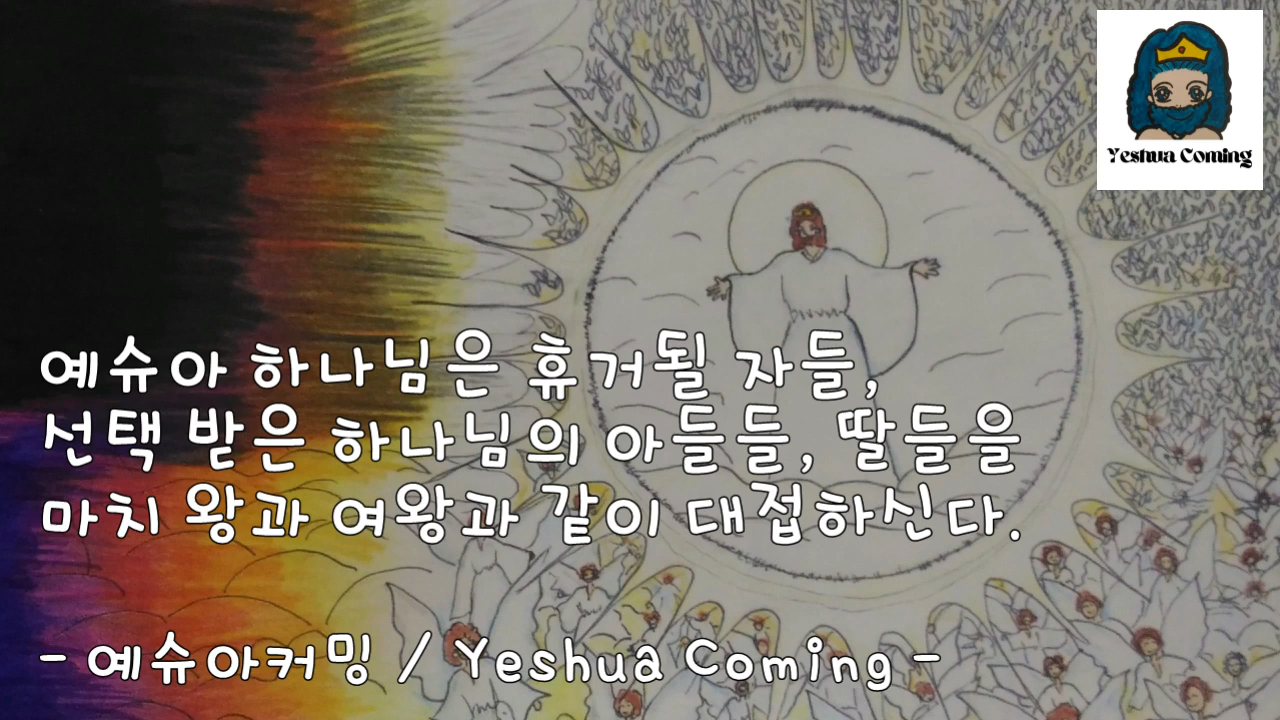 Yeshua Coming
예슈아 하나님은 휴거될 자들,
선택 받은 하나님의 아들들, 딸들을
마치 왕과 여왕과 같이 대접하신다.
- 예슈아커밍 / Yeshua Coming -